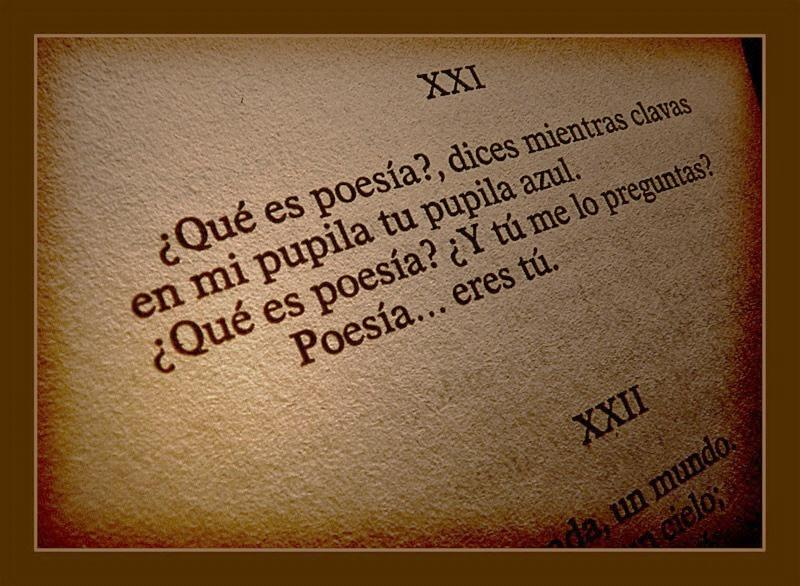 XXI
¿Qué es poesía?, dices mientras clavas
en mi pupila tu pupila azul.
¿Qué es poesía? ¿Y tú me lo preguntas?
Poesía... eres tú.
XXII
un mundo.
cielo;